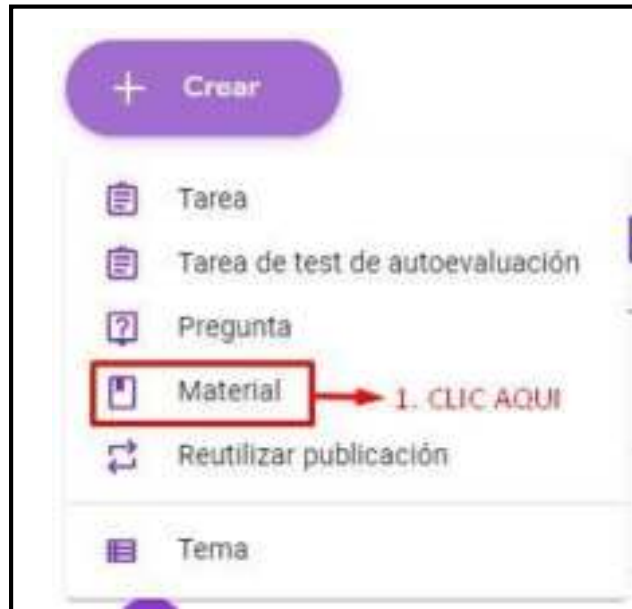 Crear
Tarea
Tarea de test de autoevaluación
Pregunta
Material
1. CLIC AQUI
Reutilizar publicación
Tema